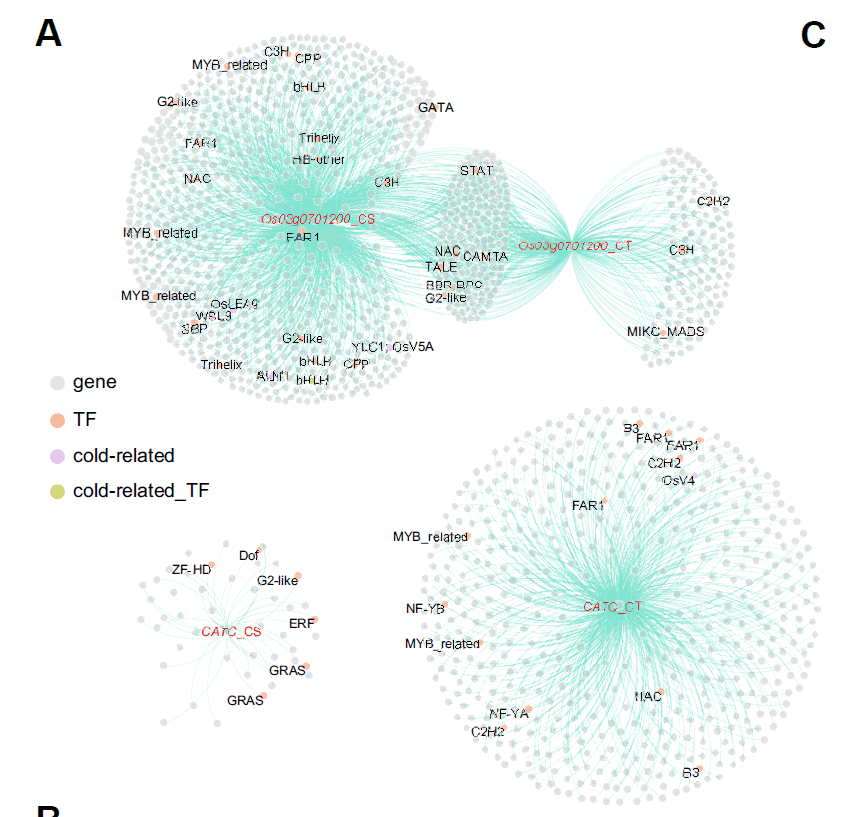 A
C
C3H
CPP
MYB_related
bHLH
G2-like
GATA
FAR1
Trihelix
HB-other
NAC
C3H
STAT
C2H2
Os03g0701200_CS
MYB_related
FAR1
Os03g0701200_CT
NAC
CAMTA
C3H
TALE
BBR-BPC
G2-like
MYB_related
OsLEA9
WSL9
SBP
MIKC_MADS
G2-like
YLC1; OsV5A
Trihelix
bHLH
CPP
bHLH
gene
TF
cold-related
cold-related_TF
B3
FAR1
FAR1
C2H2
OsV4
FAR1
MYB_related
Dof
ZF-HD
G2-like
NF-YB
CATC_CT
ERF
CATC_CS
MYB_related
GRAS
GRAS
NAC
NF-YA
C2H2
B3